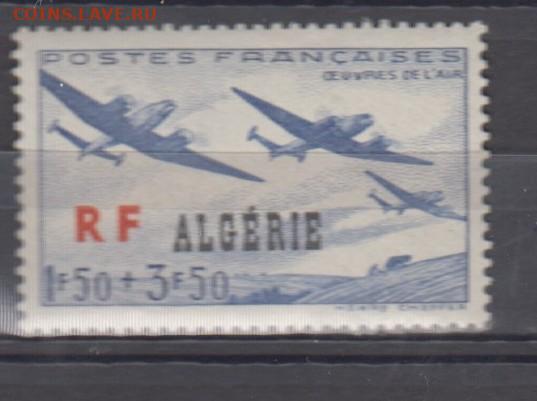 COINS.LAVE.RU
POSTES FRANÇAISES
ŒUVRES DE L'AIR
RF ALGÉRIE
1F50+3F50